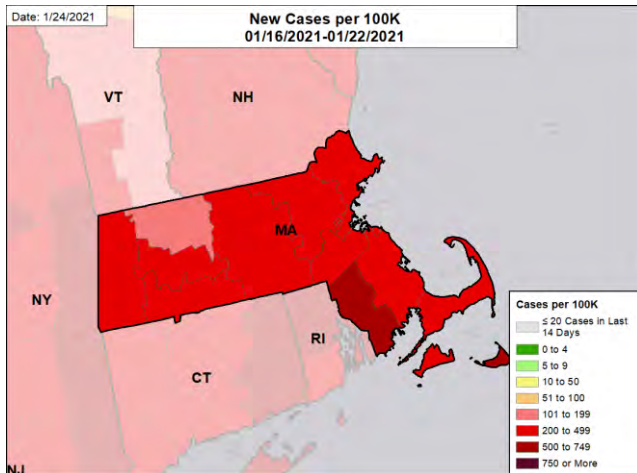 Date: 1/24/2021
New Cases per 100K
01/16/2021-01/22/2021
VT
NH
MA
NY
CT
RI
NJ
Cases per 100K
≤ 20 Cases in Last
14 Days
0 to 4
5 to 9
10 to 50
51 to 100
101 to 199
200 to 499
500 to 749
750 or More